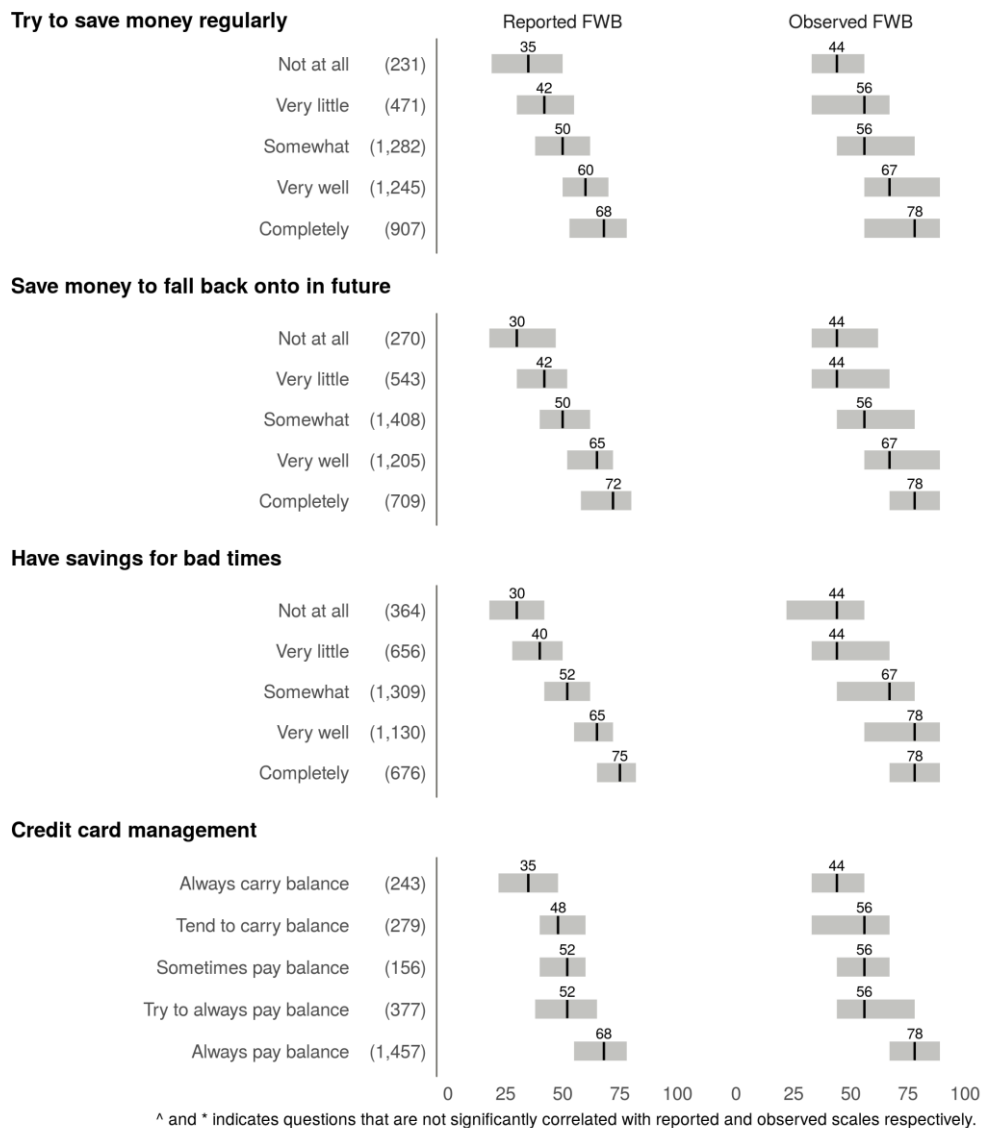 Try to save money regularly Reported FWB Observed FWB
35 44
Not at all (231)
42 56
Very little (471)
50 56
Somewhat (1,282)
60 67
Very well (1,245)
68 78
Completely (907)
Save money to fall back onto in future
30 44
Not at all (270)
42 44
Very little (543)
50 56
Somewhat (1,408)
65 67
Very well (1,205)
72 78
Completely (709)
Have savings for bad times
30 44
Not at all (364)
40 44
Very little (656)
52 67
Somewhat (1,309)
65 78
Very well (1,130)
75 78
Completely (676)
Credit card management
35 44
Always carry balance (243)
48 56
Tend to carry balance (279)
52 56
Sometimes pay balance (156)
52 56
Try to always pay balance (377)
68 78
Always pay balance (1,457)
0 25 50 75 100 0 25 50 75 100
^ and * indicates questions that are not significantly correlated with reported and observed scales respectively.